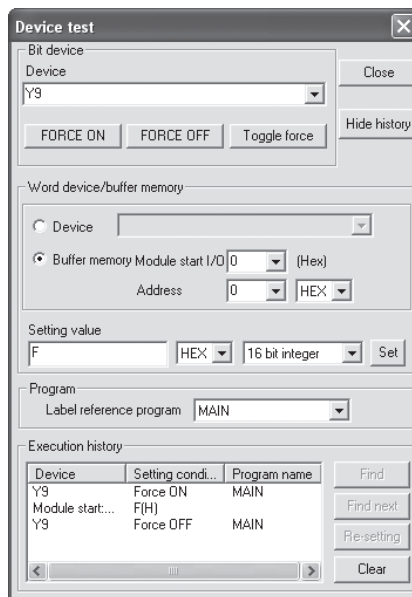 Device test
Bit device
Device
Y9
Close
FORCE ON FORCE OFF Toggle force
Hide history
Word device/buffer memory
Device
Buffer memory Module start I/O 0 (Hex)
Address 0 HEX
Setting value
F HEX 16 bit integer Set
Program
Label reference program MAIN
Execution history
Device Setting condi... Program name
Y9 Force ON MAIN
Module start:... F(H)
Y9 Force OFF MAIN
Find
Find next
Re-setting
Clear